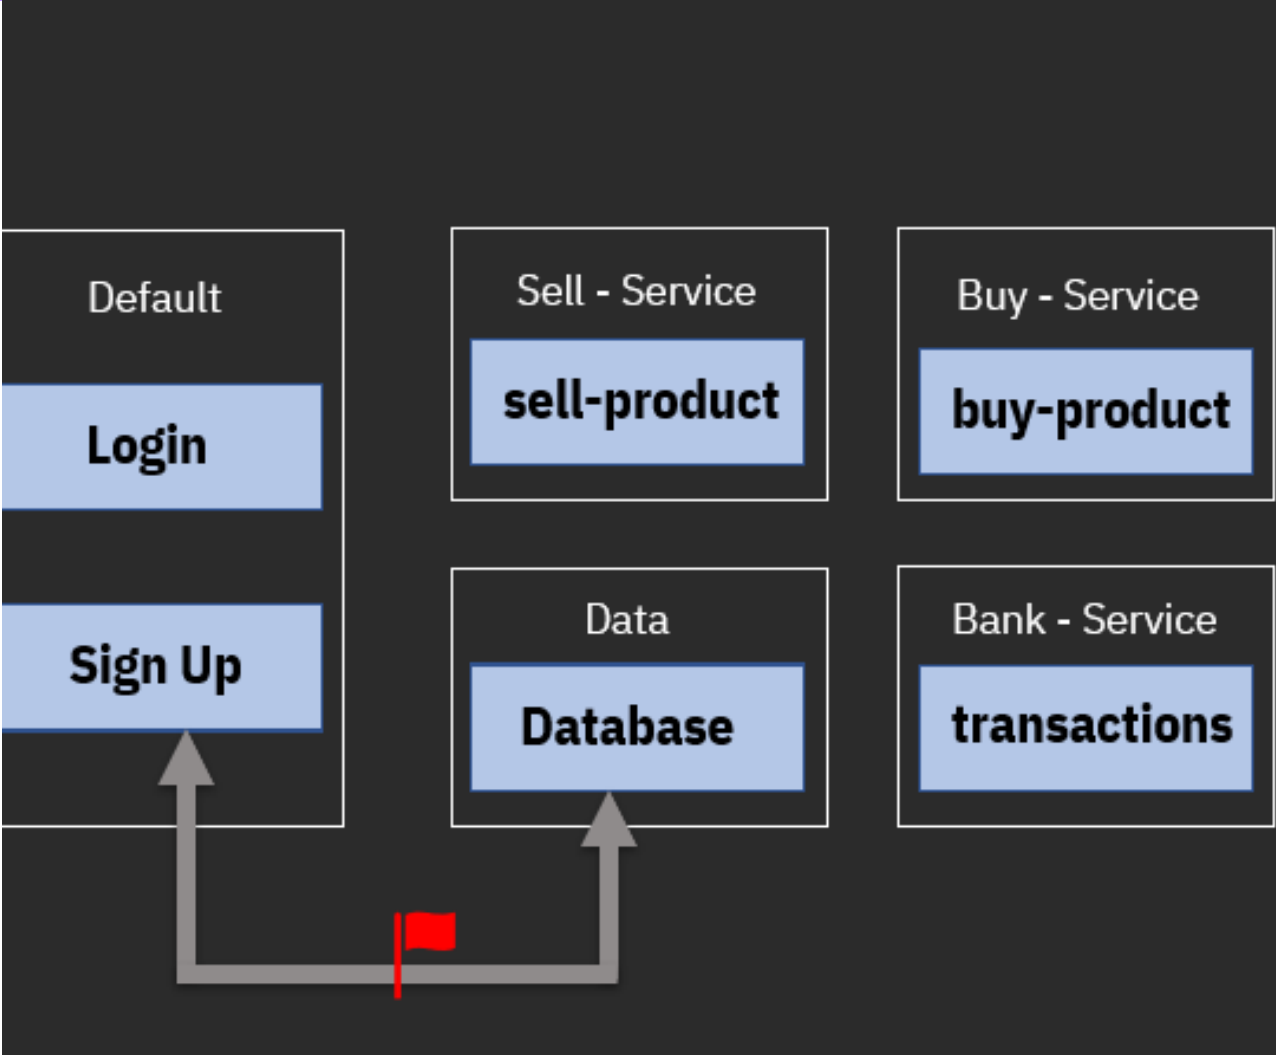 Default
Login
Sign Up
Sell - Service
sell-product
Buy - Service
buy-product
Data
Database
Bank - Service
transactions